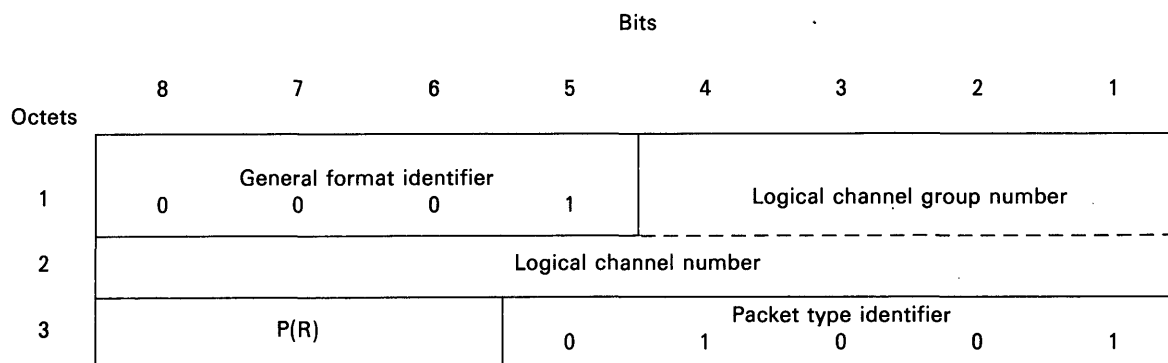 Bits
8 7 6 5 4 3 2 1
Octets
1 General format identifier Logical channel group number
0 0 0 1
2 Logical channel number
3 P(R) Packet type identifier
0 1 0 0 1